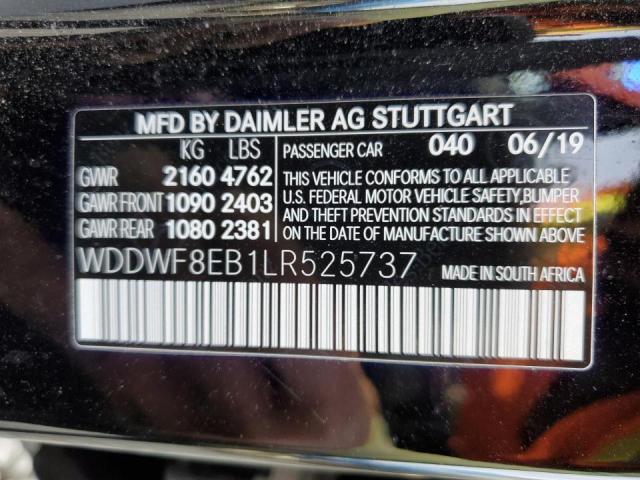 MFD BY DAIMLER AG STUTTGART
KG LBS PASSENGER CAR 040 06/19
GVWR 2160 4762 THIS VEHICLE CONFORMS TO ALL APPLICABLE
GAWR FRONT 1090 2403 U.S. FEDERAL MOTOR VEHICLE SAFETY,BUMPER
AND THEFT PREVENTION STANDARDS IN EFFECT
GAWR REAR 1080 2381 ON THE DATE OF MANUFACTURE SHOWN ABOVE.
WDDWF8EB1LR525737 MADE IN SOUTH AFRICA